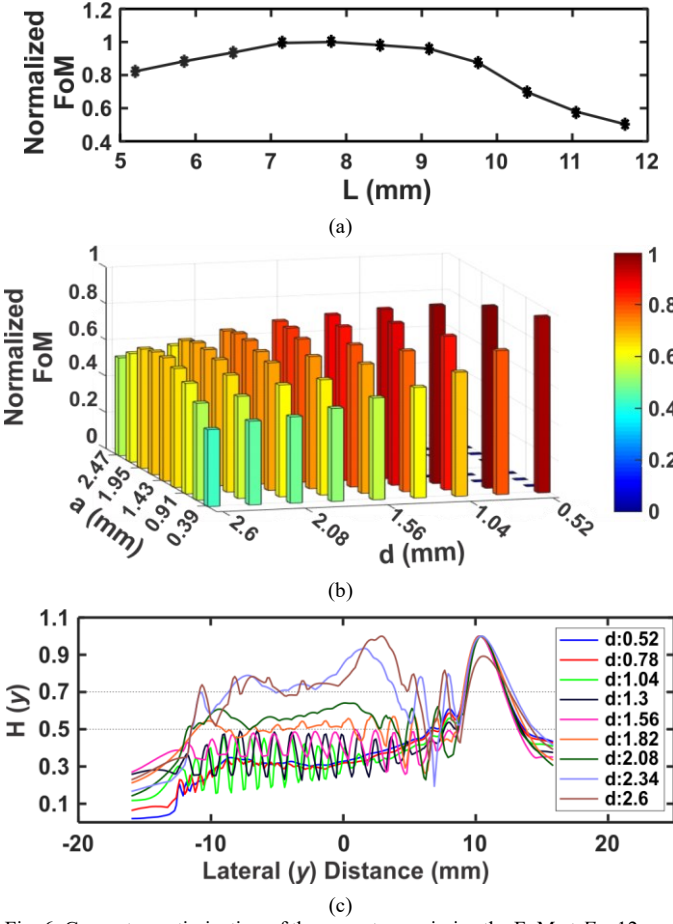 1.2
1
0.8
0.6
0.4
Normalized
FoM
5 6 7 8 9 10 11 12
L (mm)
(a)
1
0.8
0.6
0.4
0.2
0
Normalized
FoM
2.47
1.95
1.43
0.91
0.39
a (mm)
2.6
2.08
1.56
1.04
0.52
d (mm)
1
0.8
0.6
0.4
0.2
0
(b)
1.1
0.9
0.7
0.5
0.3
0.1
H (y)
-20 -10 0 10 20
Lateral (y) Distance (mm)
d:0.52
d:0.78
d:1.04
d:1.3
d:1.56
d:1.82
d:2.08
d:2.34
d:2.6
(c)